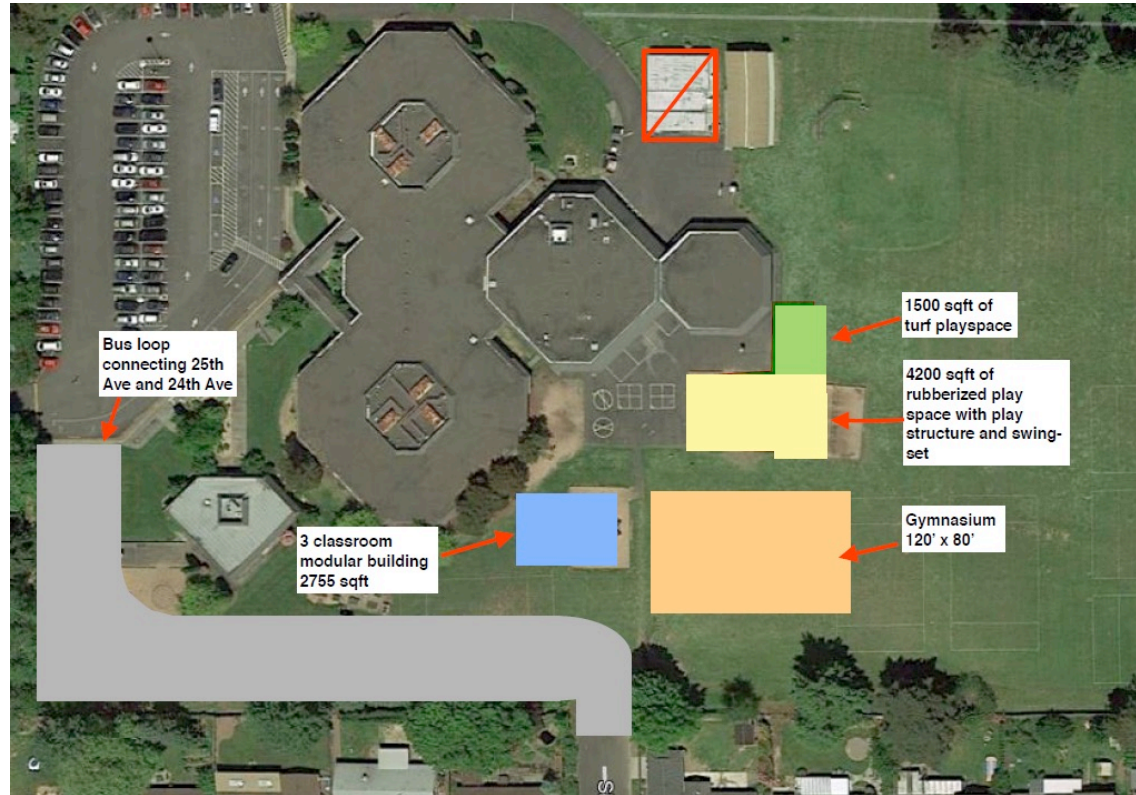 1500 sqft of
turf playspace
Bus loop
connecting 25th
Ave and 24th Ave
4200 sqft of
rubberized play
space with play
structure and swing-
set
3 classroom
modular building
2755 sqft
Gymnasium
120’ x 80’
S